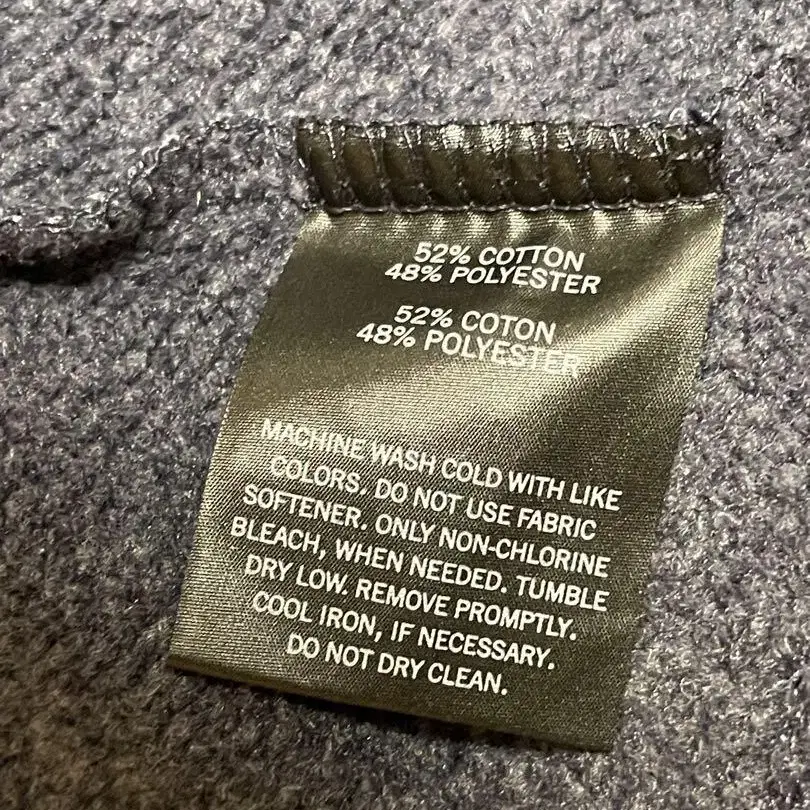 52% COTTON
48% POLYESTER
52% COTON
48% POLYESTER
MACHINE WASH COLD WITH LIKE
COLORS. DO NOT USE FABRIC
SOFTENER. ONLY NON-CHLORINE
BLEACH, WHEN NEEDED. TUMBLE
DRY LOW. REMOVE PROMPTLY.
COOL IRON, IF NECESSARY.
DO NOT DRY CLEAN.